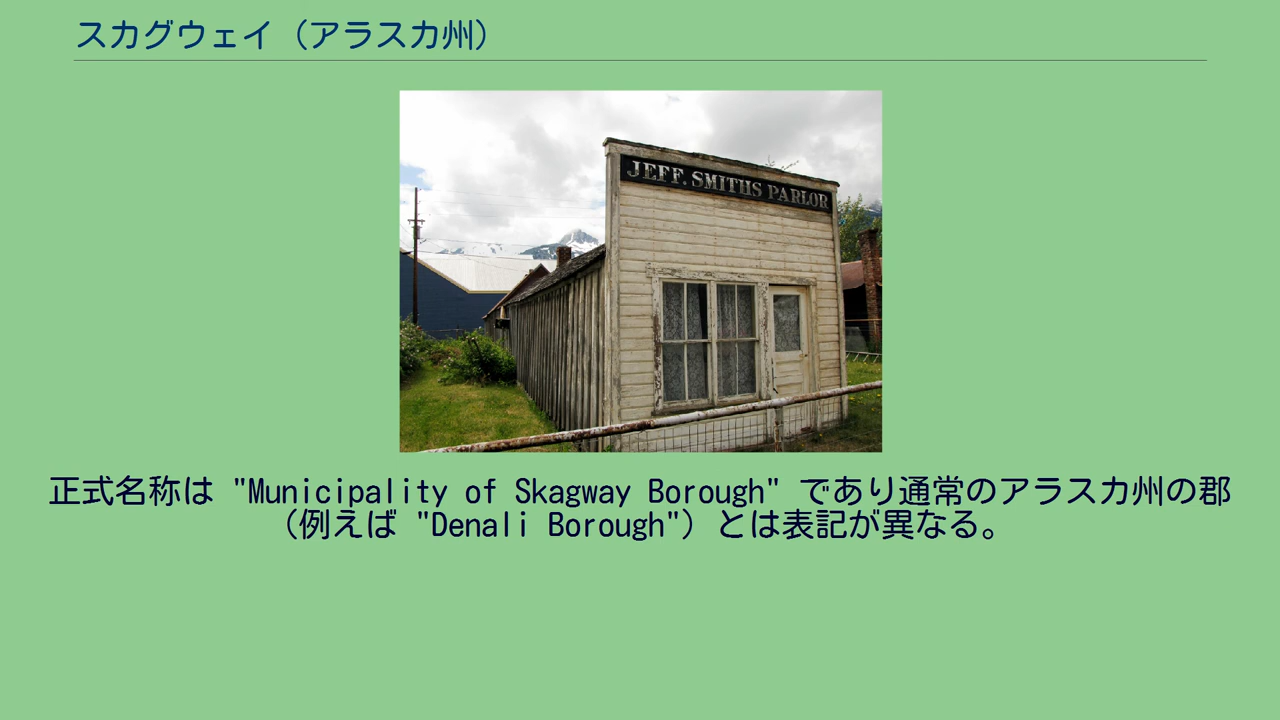 スカグウェイ（アラスカ州）
JEFF. SMITHS PARLOR
正式名称は "Municipality of Skagway Borough" であり通常のアラスカ州の郡
（例えば "Denali Borough"）とは表記が異なる。